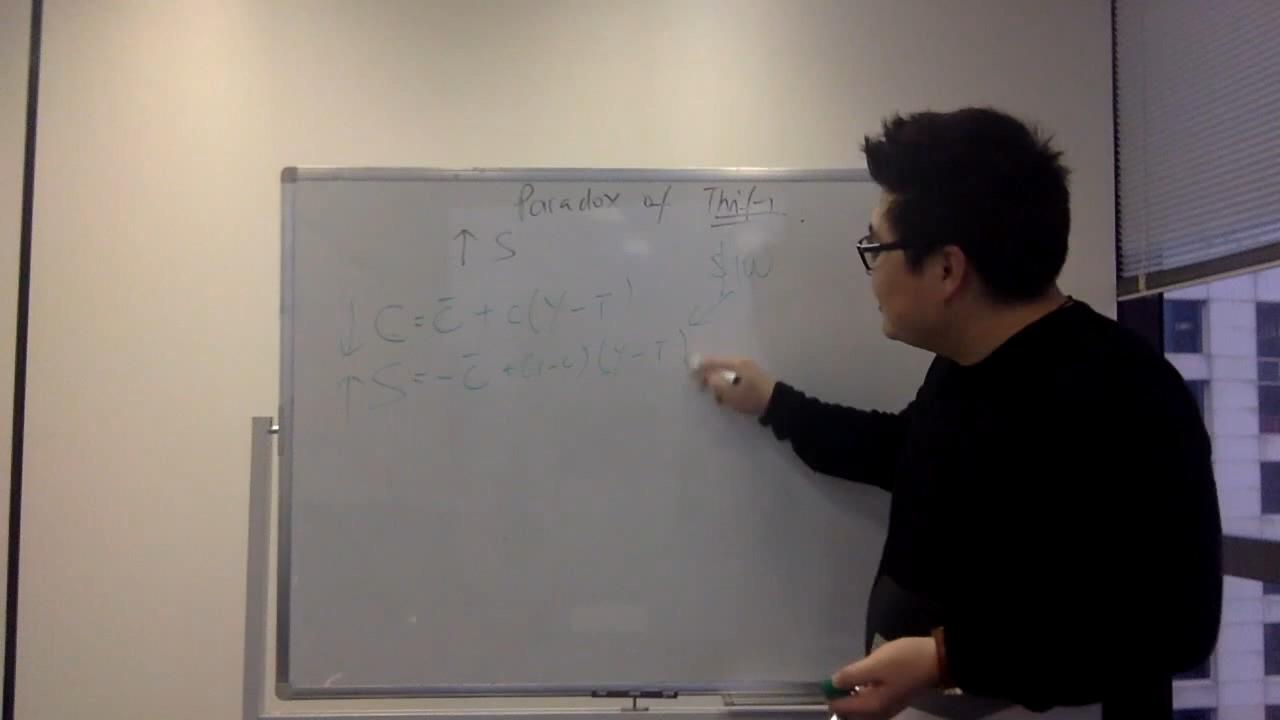 Paradox of Thrift.
↑ S
$100
↓ C = C̄ + c(Y-T)
↑ S = -C̄ + (1-c)(Y-T)